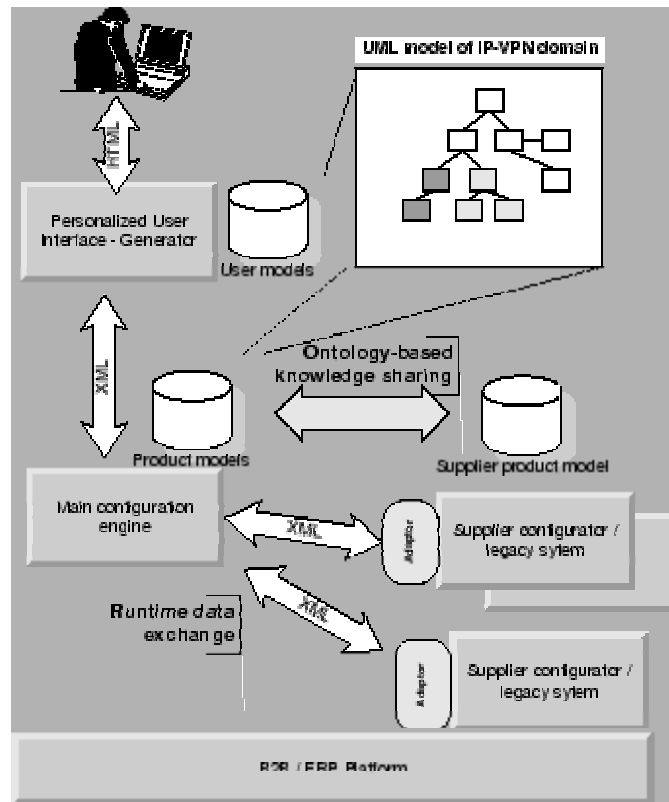 UML model of IP-VPN domain
HTML
Personalized User
Interface - Generator
User models
XML
Ontology-based
knowledge sharing
Product models
Supplier product model
Main configuration
engine
XML
Adaptor
Supplier configurator /
legacy sytem
Runtime data
exchange
XML
Adaptor
Supplier configurator /
legacy sytem
B2B / ERP Platform